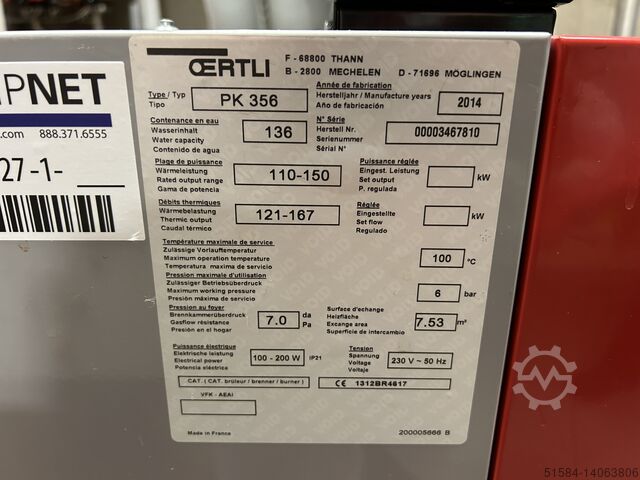 IPNET
.com 888.371.6555
27-1-
ŒRTLI
F - 68800 THANN
B - 2800 MECHELEN D - 71696 MÖGLINGEN
Type / Typ
Tipo
PK 356
Année de fabrication
Herstelljahr / Manufacture years
Año de fabricación
2014
Contenance en eau
Wasserinhalt
Water capacity
Contenido de agua
136
N° Série
Herstell Nr.
Serienummer
Sérial N°
00003467810
Plage de puissance
Wärmeleistung
Rated output range
Gama de potencia
110-150
Puissance réglée
Eingest. Leistung
Set output
P. regulada
kW
Débits thermiques
Wärmebelastung
Thermic output
Caudal térmico
121-167
Réglée
Eingestellte
Set flow
Regulado
kW
Température maximale de service
Zulässige Vorlauftemperatur
Maximum operation temperature
Temperatura maxima de servicio
100 °C
Pression maximale d'utilisation
Zulässiger Betriebsüberdruck
Maximum working pressure
Presión máxima de servicio
6 bar
Pression au foyer
Brennkammerüberdruck
Gasflow resistance
Presión en el hogar
7.0 da Pa
Surface d'echange
Heizfläche
Excange area
Superficie de intercambio
7.53 m²
Puissance électrique
Elektrische leistung
Electrical power
Potencia eléctrica
100 - 200 W IP21
Tension
Spannung
Voltage
Voltaje
230 V ~ 50 Hz
CAT. ( CAT. brûleur / brenner / burner )
CE 1312BR4617
VFK - AEAI
Made in France
200005666 B
51584-14063806